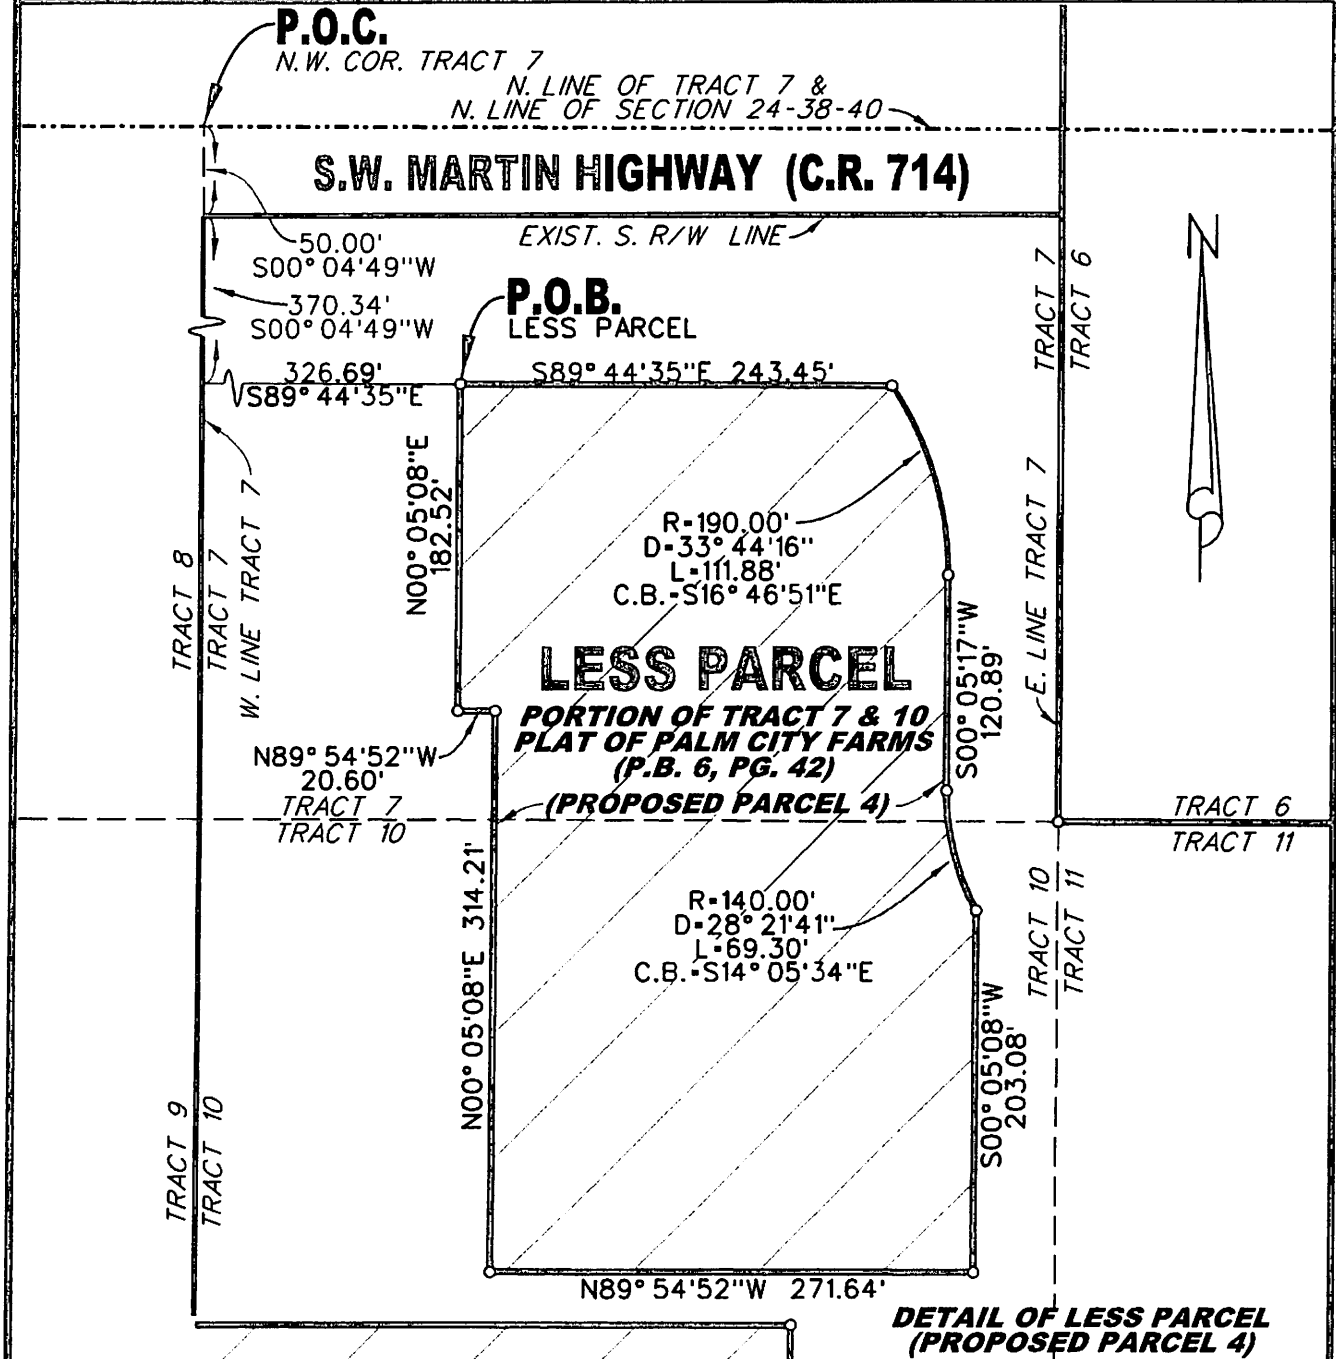 P.O.C.
N.W. COR. TRACT 7
N. LINE OF TRACT 7 &
N. LINE OF SECTION 24-38-40
S.W. MARTIN HIGHWAY (C.R. 714)
EXIST. S. R/W LINE
50.00'
S00°04'49"W
370.34'
S00°04'49"W
326.69'
S89°44'35"E
P.O.B.
LESS PARCEL
S89°44'35"E 243.45'
N
TRACT 7
TRACT 6
N00°05'08"E
182.52'
R=190.00'
D=33°44'16"
L=111.88'
C.B.=S16°46'51"E
TRACT 8
TRACT 7
W. LINE TRACT 7
E. LINE TRACT 7
S00°05'17"W
120.89'
LESS PARCEL
PORTION OF TRACT 7 & 10
PLAT OF PALM CITY FARMS
(P.B. 6, PG. 42)
(PROPOSED PARCEL 4)
N89°54'52"W
20.60'
TRACT 7
TRACT 10
TRACT 6
TRACT 11
N00°05'08"E 314.21'
R=140.00'
D=28°21'41"
L=69.30'
C.B.=S14°05'34"E
TRACT 10
TRACT 11
S00°05'08"W
203.08'
TRACT 9
TRACT 10
N89°54'52"W 271.64'
DETAIL OF LESS PARCEL
(PROPOSED PARCEL 4)